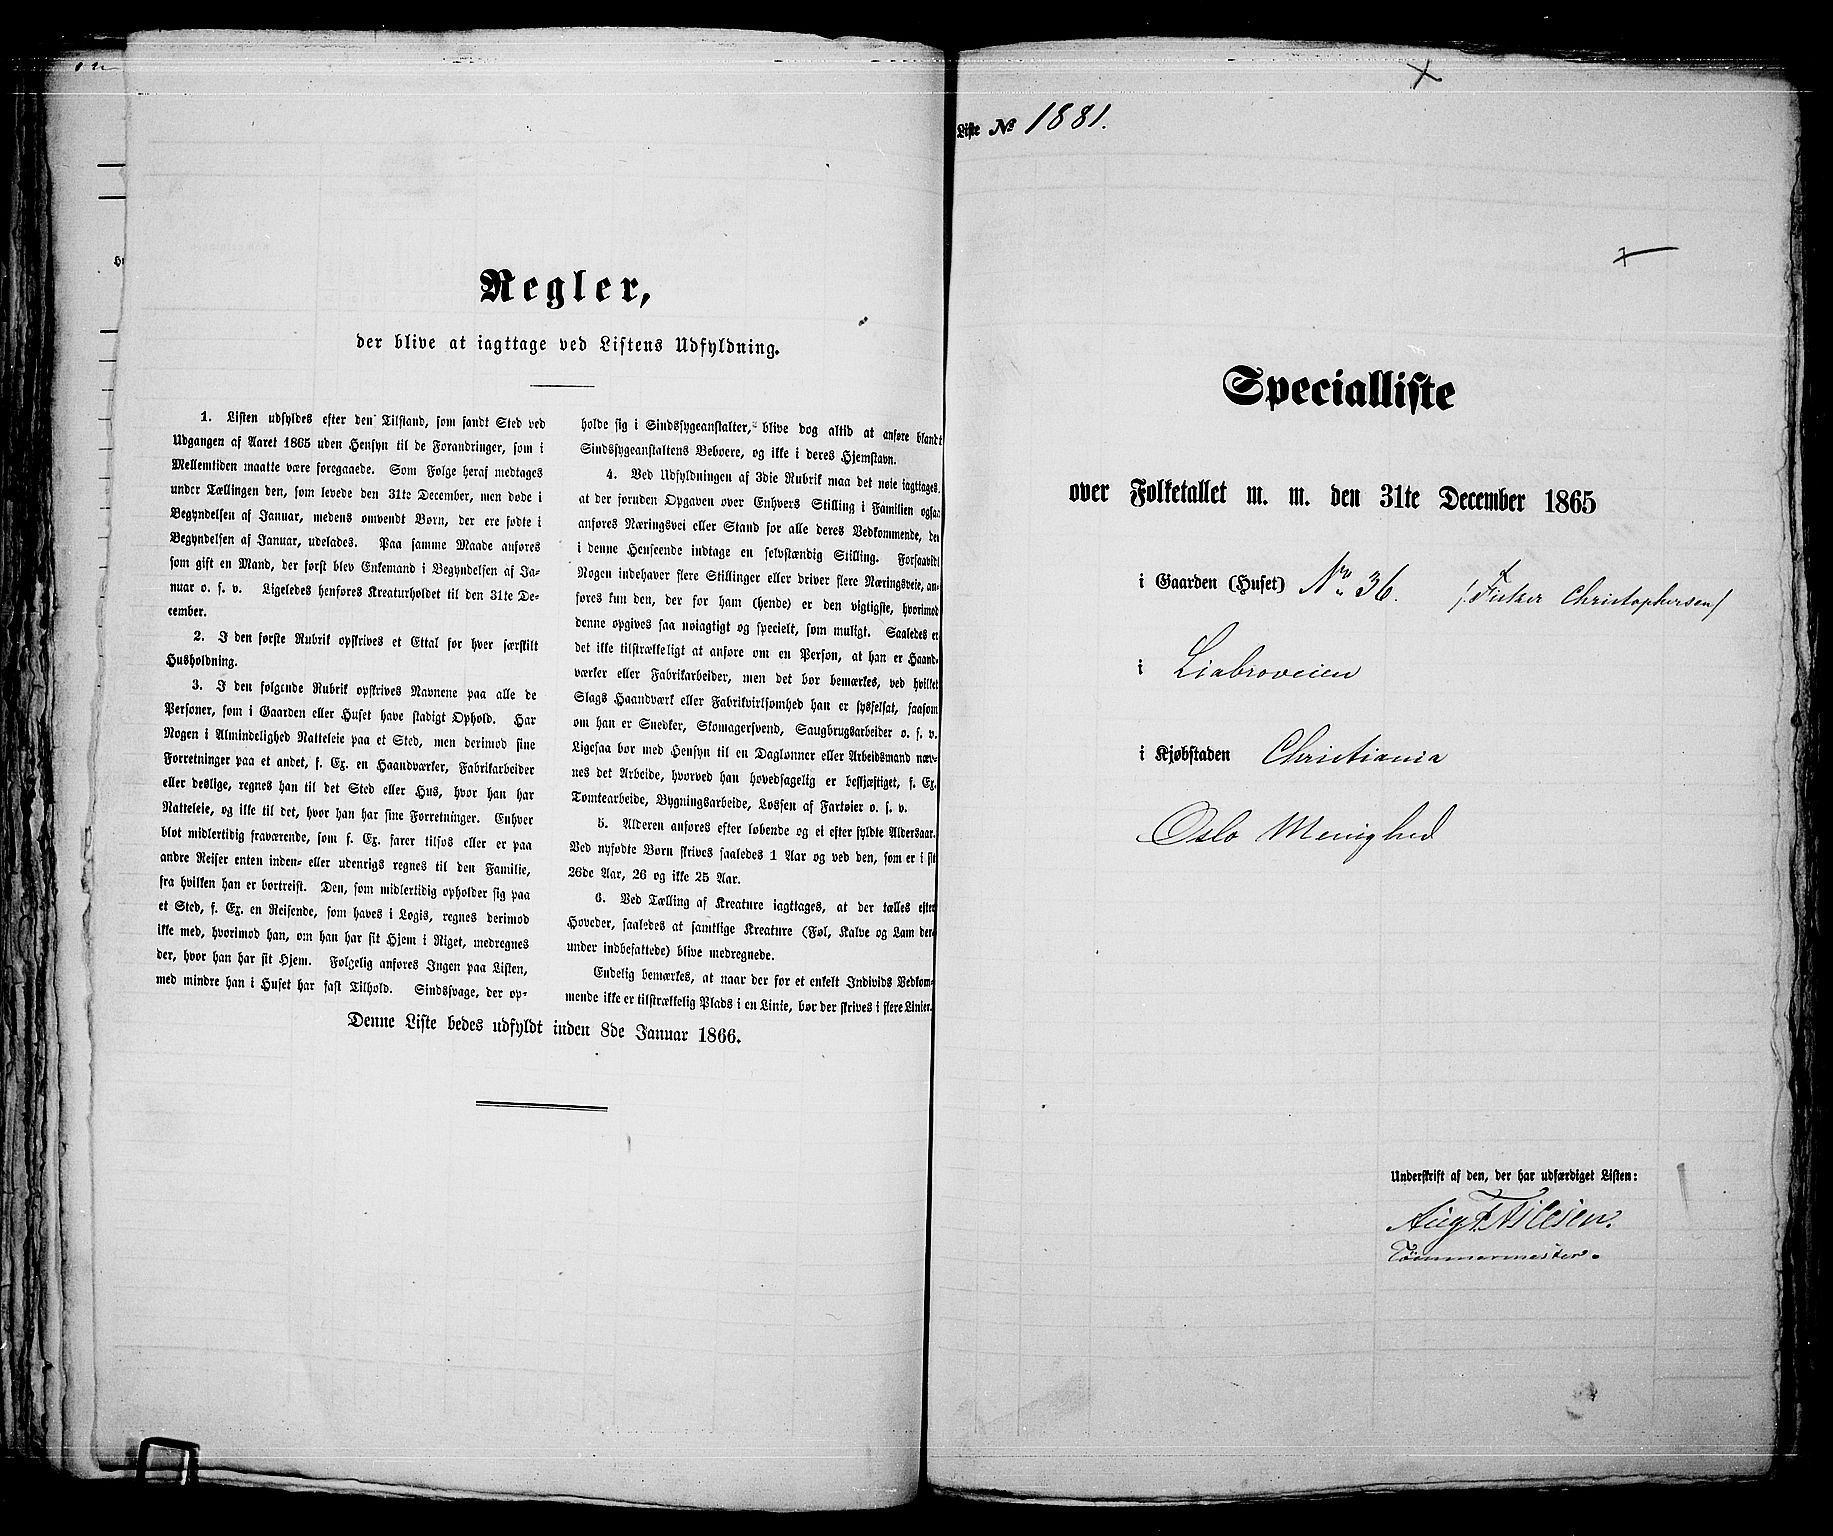 Regler,
der blive at iagttage ved Listens Udfyldning.
1. Listen udfyldes efter den Tilstand, som fandt Sted ved
Udgangen af Aaret 1865 uden Hensyn til de Forandringer, som i
Mellemtiden maatte være foregaaede. Som Følge heraf medtages
under Tællingen den, som levede den 31te December, men døde i
Begyndelsen af Januar, medens omvendt Børn, der ere fødte i
Begyndelsen af Januar, udelades. Paa samme Maade anføres
som gift en Mand, der først blev Enkemand i Begyndelsen af Ja-
nuar o. s. v. Ligeledes henføres Kreaturholdet til den 31te De-
cember.
2. I den første Rubrik opskrives et Ettal for hver særskilt
Husholdning.
3. I den følgende Rubrik opskrives Navnene paa alle de
Personer, som i Gaarden eller Huset have stadigt Ophold. Har
Nogen i Almindelighed Natteleie paa et Sted, men derimod sine
Forretninger paa et andet, f. Ex. en Haandværker, Fabrikarbeider
eller deslige, regnes han til det Sted eller Hus, hvor han har
Natteleie, og ikke til det, hvor han har sine Forretninger. Enhver
blot midlertidig fraværende, som f. Ex. farer tilsøs eller er paa
andre Reiser enten inden- eller udenrigs regnes til den Familie,
fra hvilken han er bortreist. Den, som midlertidig opholder sig paa
et Sted, f. Ex. en Reisende, som haves i Logis, regnes derimod
ikke med, hvorimod han, om han har sit Hjem i Riget, medregnes
der, hvor han har sit Hjem. Følgelig anføres Ingen paa Listen,
med mindre han i Huset har fast Tilhold. Sindssvage, der op-
holde sig i Sindssygeanstalter, blive dog altid at anføre blandt
Sindssygeanstaltens Beboere, og ikke i deres Hjemstavn.
4. Ved Udfyldningen af 3die Rubrik maa det nøie iagttages,
at der foruden Opgaven over Enhvers Stilling i Familien ogsaa
anføres Næringsvei eller Stand for alle deres Vedkommende, der
i denne Henseende indtage en selvstændig Stilling. Forsaavidt
Nogen indehaver flere Stillinger eller driver flere Næringsveie, an-
føres kun den, der for ham (hende) er den vigtigste, hvorimod
denne opgives saa nøiagtigt og specielt, som muligt. Saaledes er
det ikke tilstrækkeligt at anføre om en Person, at han er Haand-
værker eller Fabrikarbeider, men det bør bemærkes, ved hvilket
Slags Haandværk eller Fabrikvirksomhed han er sysselsat, saasom
om han er Snedker, Skomagersvend, Saugbrugsarbeider o. s. v.
Ligesaa bør med Hensyn til en Dagлønner eller Arbeidsmand næv-
nes det Arbeide, hvorved han hovedsagelig er beskjæftiget, f. Ex.
Tomtearbeide, Bygningsarbeide, Lossen af Fartøier o. s. v.
5. Alderen anføres efter løbende og ei efter fyldte Aldersaar.
Ved nyfødte Børn skrives saaledes 1 Aar og ved den, som er i sit
26de Aar, 26 og ikke 25 Aar.
6. Ved Tælling af Kreature iagttages, at der tælles efter
Hoveder, saaledes at samtlige Kreature (Føl, Kalve og Lam der-
under indbefattede) blive medregnede.
Endelig bemærkes, at naar der for et enkelt Individs Vedkom-
mende ikke er tilstrækkelig Plads i en Linie, bør der skrives i flere Linier.
Denne Liste bedes udfyldt inden 8de Januar 1866.
Liste № 1881.
Specialliste
over Folketallet m. m. den 31te December 1865
i Gaarden (Huset) No 36. /: Fisker Christophersen/
i Liabroveien
i Kjøbstaden Christiania
Oslo Menighed
Underskrift af den, der har udfærdiget Listen:
Tömmermester.